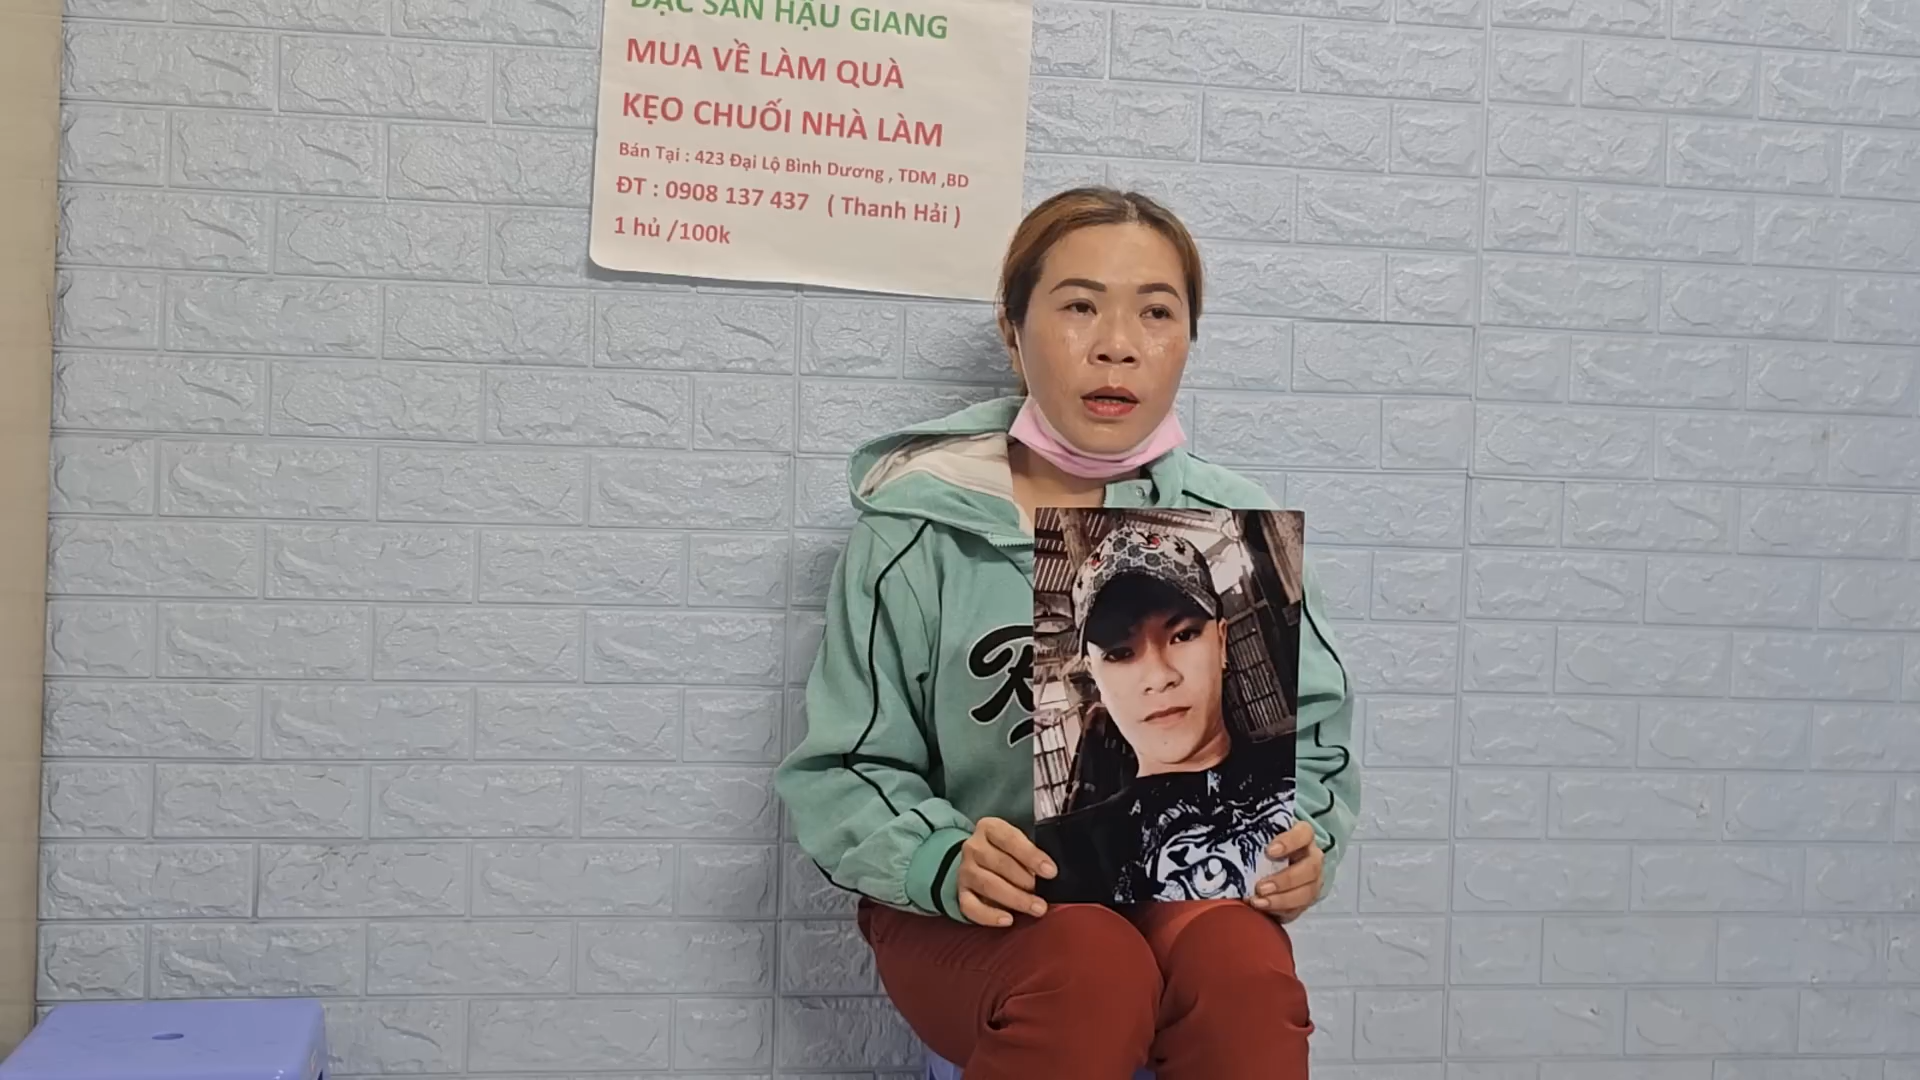 ĐẶC SẢN HẬU GIANG
MUA VỀ LÀM QUÀ
KẸO CHUỐI NHÀ LÀM
Bán Tại : 423 Đại Lộ Bình Dương , TDM ,BD
ĐT : 0908 137 437 ( Thanh Hải )
1 hủ /100k